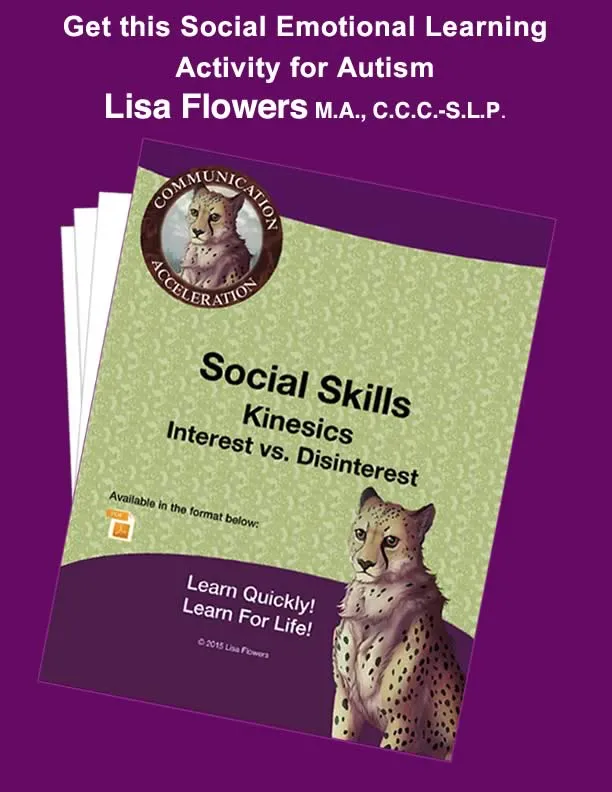 Get this Social Emotional Learning
Activity for Autism
Lisa Flowers M.A., C.C.C.-S.L.P.
COMMUNICATION
ACCELERATION
Social Skills
Kinesics
Interest vs. Disinterest
Available in the format below:
PDF
Learn Quickly!
Learn For Life!
© 2015 Lisa Flowers